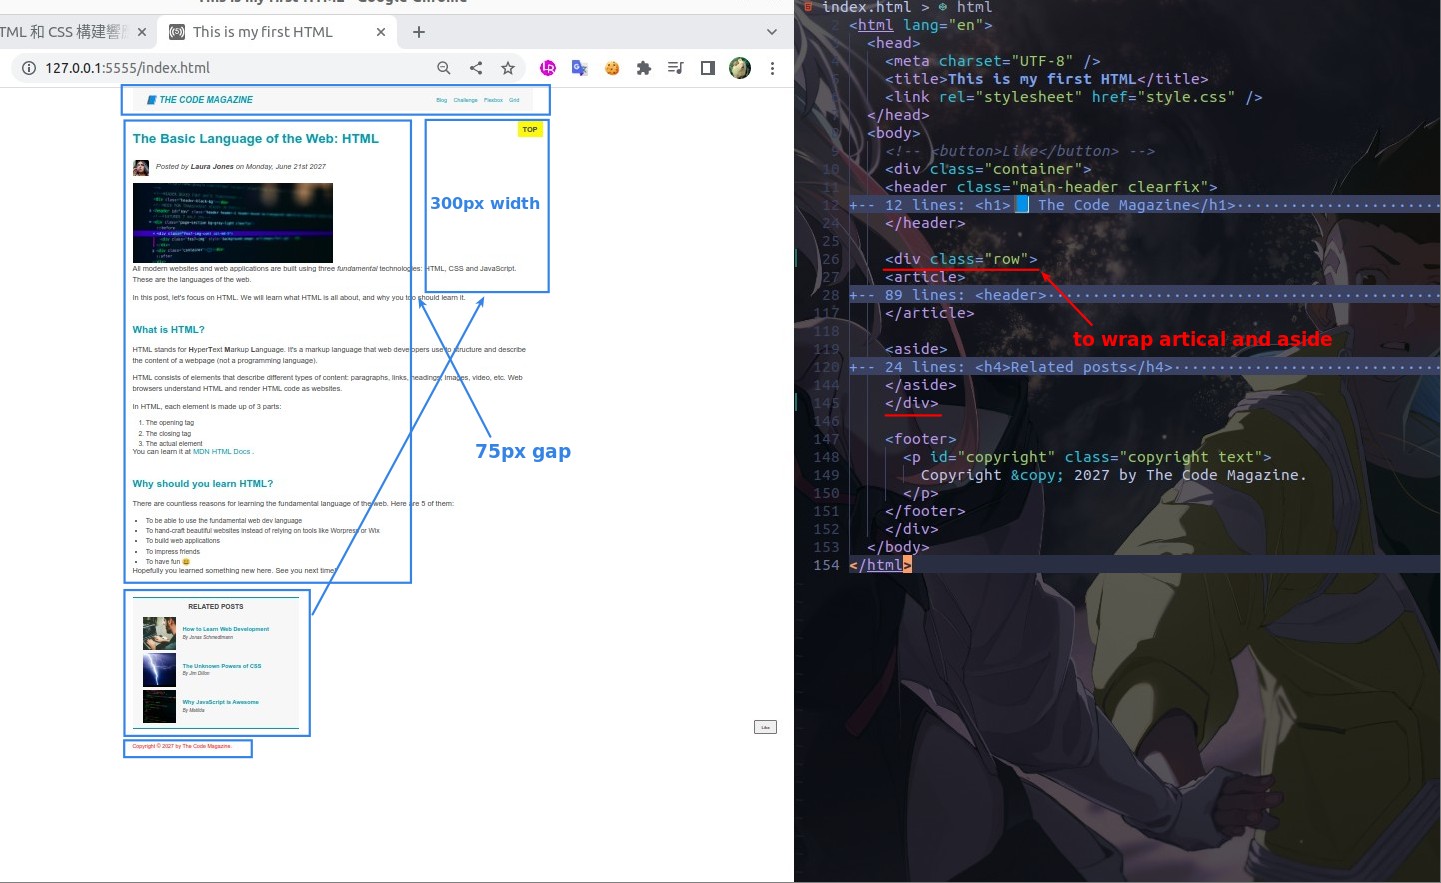 This is my first HTML - Google Chrome
TML 和 CSS 構建響
This is my first HTML
127.0.0.1:5555/index.html
THE CODE MAGAZINE
Blog Challenge Flexbox Grid
The Basic Language of the Web: HTML
TOP
Posted by Laura Jones on Monday, June 21st 2027
300px width
All modern websites and web applications are built using three fundamental technologies: HTML, CSS and JavaScript.
These are the languages of the web.
In this post, let's focus on HTML. We will learn what HTML is all about, and why you too should learn it.
What is HTML?
HTML stands for HyperText Markup Language. It's a markup language that web developers use to structure and describe
the content of a webpage (not a programming language).
HTML consists of elements that describe different types of content: paragraphs, links, headings, images, video, etc. Web
browsers understand HTML and render HTML code as websites.
In HTML, each element is made up of 3 parts:
1. The opening tag
2. The closing tag
3. The actual element
You can learn it at MDN HTML Docs .
75px gap
Why should you learn HTML?
There are countless reasons for learning the fundamental language of the web. Here are 5 of them:
• To be able to use the fundamental web dev language
• To hand-craft beautiful websites instead of relying on tools like Worpress or Wix
• To build web applications
• To impress friends
• To have fun 😃
Hopefully you learned something new here. See you next time!
RELATED POSTS
How to Learn Web Development
By Jonas Schmedtmann
The Unknown Powers of CSS
By Jim Dillon
Why JavaScript is Awesome
By Matilda
Like
Copyright © 2027 by The Code Magazine.
index.html > html
2 <html lang="en">
<head>
<meta charset="UTF-8" />
<title>This is my first HTML</title>
<link rel="stylesheet" href="style.css" />
</head>
<body>
<!-- <button>Like</button> -->
10 <div class="container">
11 <header class="main-header clearfix">
12 +-- 12 lines: <h1>📘 The Code Magazine</h1>
24 </header>
25
26 <div class="row">
27 <article>
28 +-- 89 lines: <header>
117 </article>
118
to wrap artical and aside
119 <aside>
120 +-- 24 lines: <h4>Related posts</h4>
144 </aside>
145 </div>
146
147 <footer>
148 <p id="copyright" class="copyright text">
149 Copyright &copy; 2027 by The Code Magazine.
150 </p>
151 </footer>
152 </div>
153 </body>
154 </html>